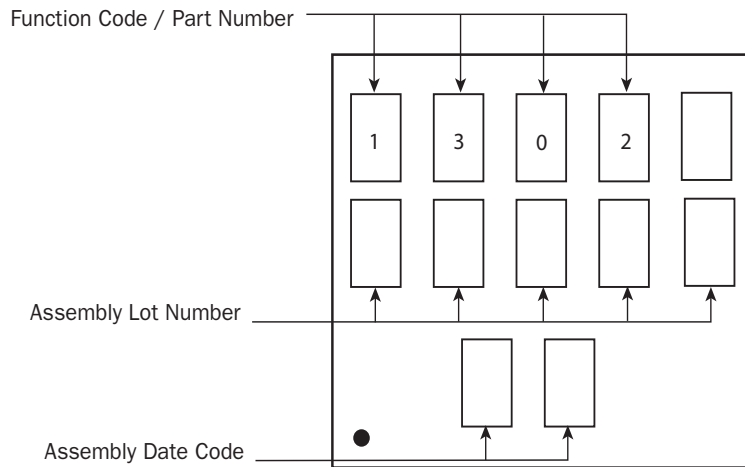 Function Code / Part Number
1 3 0 2
Assembly Lot Number
Assembly Date Code